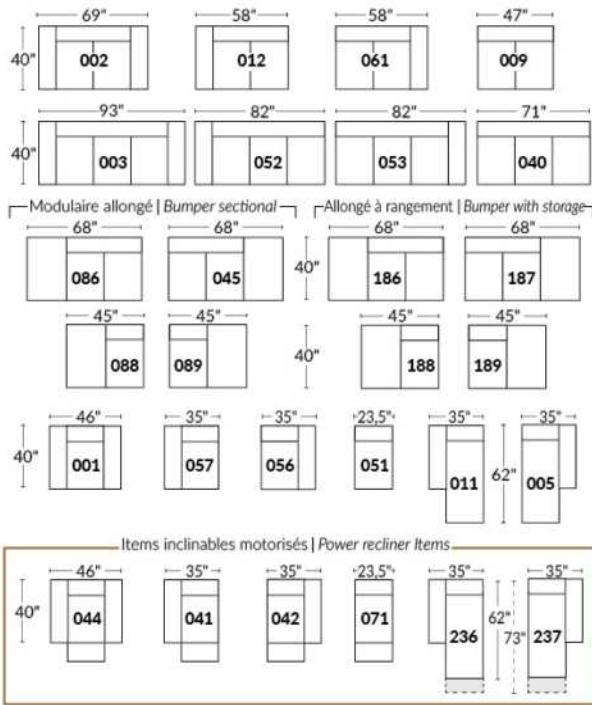 69" 58" 58" 47"
40" 002 012 061 009
93" 82" 82" 71"
40" 003 052 053 040
Modulaire allongé | Bumper sectional Allongé à rangement | Bumper with storage
68" 68" 68" 68"
086 045 40" 186 187
45" 45" 45" 45"
088 089 40" 188 189
46" 35" 35" 23,5" 35" 35"
40" 001 057 056 051 011 62" 005
Items inclinables motorisés | Power recliner Items
46" 35" 35" 23,5" 35" 35"
40" 044 041 042 071 236 62" 73" 237